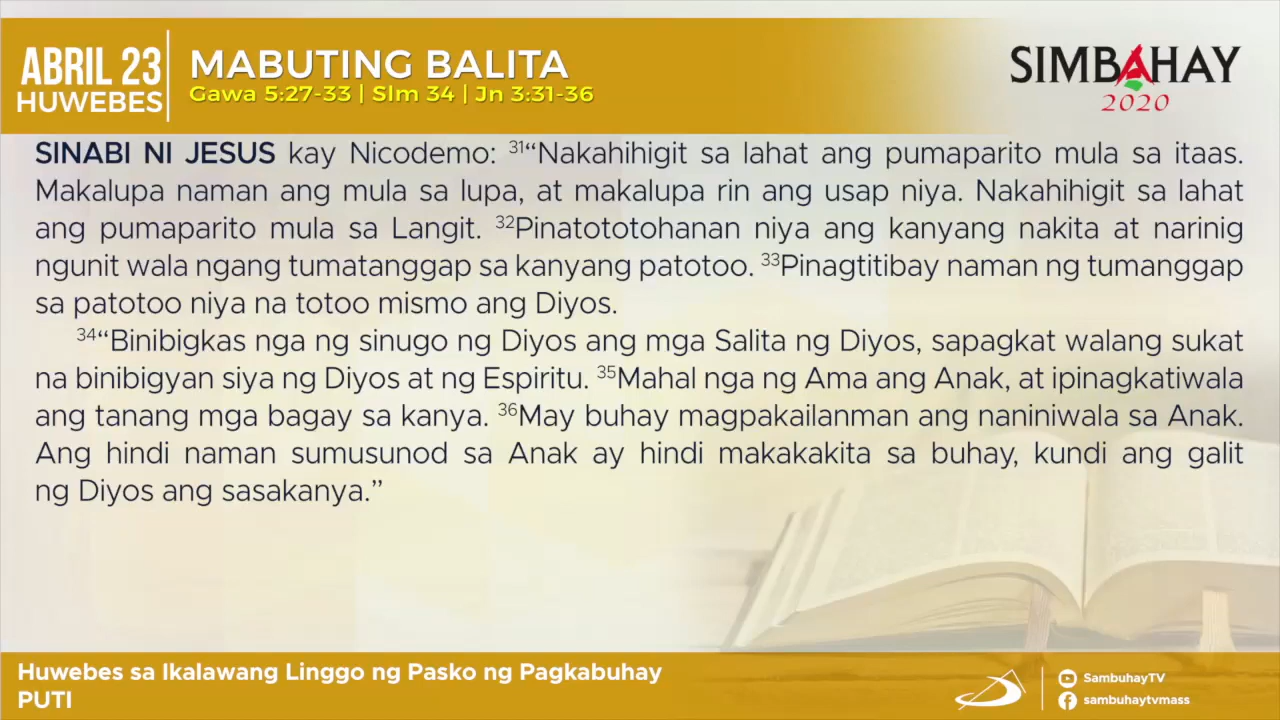 ABRIL 23
HUWEBES
MABUTING BALITA
Gawa 5:27-33 | Slm 34 | Jn 3:31-36
SIMBAHAY
2020
SINABI NI JESUS kay Nicodemo: ³¹“Nakahihigit sa lahat ang pumaparito mula sa itaas.
Makalupa naman ang mula sa lupa, at makalupa rin ang usap niya. Nakahihigit sa lahat
ang pumaparito mula sa Langit. ³²Pinatototohanan niya ang kanyang nakita at narinig
ngunit wala ngang tumatanggap sa kanyang patotoo. ³³Pinagtitibay naman ng tumanggap
sa patotoo niya na totoo mismo ang Diyos.
³⁴“Binibigkas nga ng sinugo ng Diyos ang mga Salita ng Diyos, sapagkat walang sukat
na binibigyan siya ng Diyos at ng Espiritu. ³⁵Mahal nga ng Ama ang Anak, at ipinagkatiwala
ang tanang mga bagay sa kanya. ³⁶May buhay magpakailanman ang naniniwala sa Anak.
Ang hindi naman sumusunod sa Anak ay hindi makakakita sa buhay, kundi ang galit
ng Diyos ang sasakanya.”
Huwebes sa Ikalawang Linggo ng Pasko ng Pagkabuhay
PUTI
SambuhayTV
sambuhaytvmass